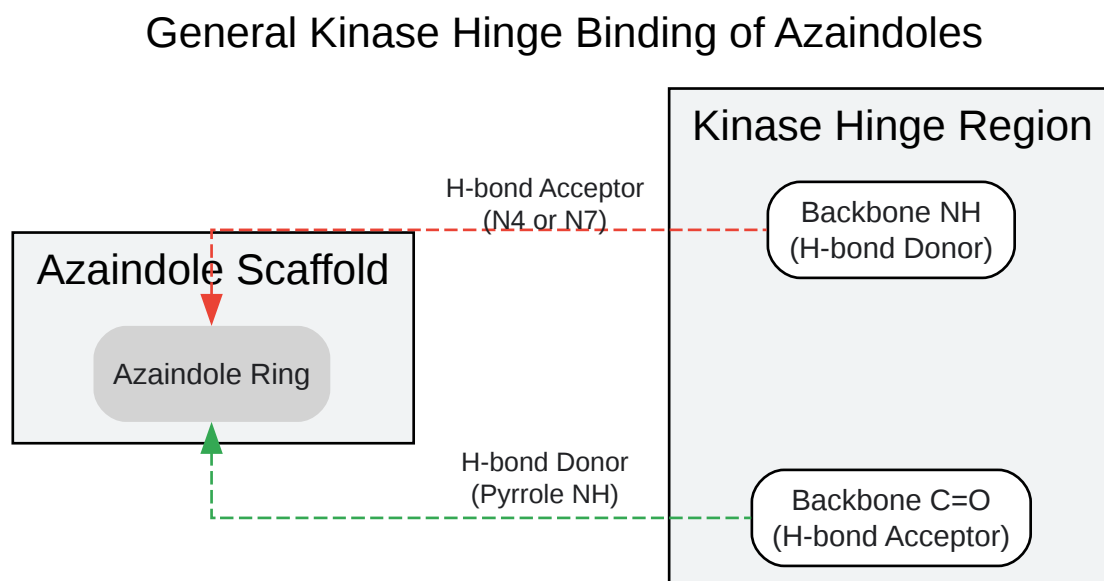 General Kinase Hinge Binding of Azaindoles
Kinase Hinge Region
H-bond Acceptor
(N4 or N7)
Backbone NH
(H-bond Donor)
Azaindole Scaffold
Azaindole Ring
H-bond Donor
(Pyrrole NH)
Backbone C=O
(H-bond Acceptor)